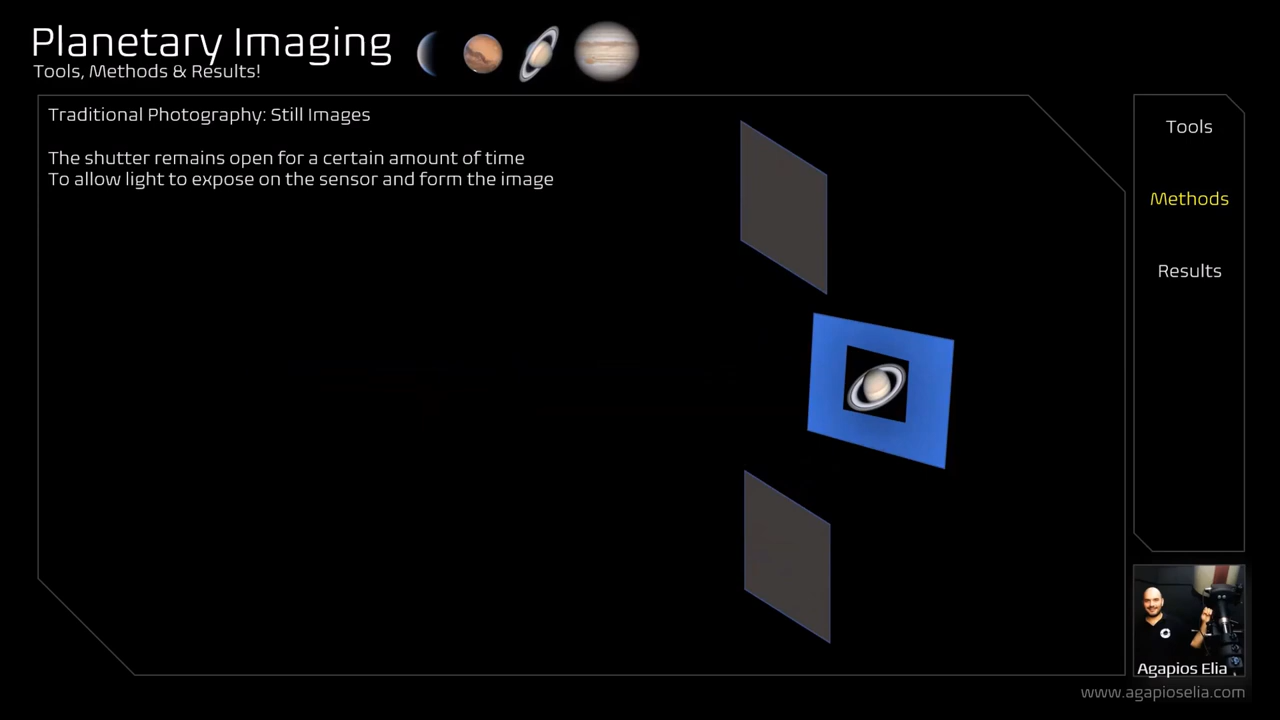 Planetary Imaging
Tools, Methods & Results!
Traditional Photography: Still Images
The shutter remains open for a certain amount of time
To allow light to expose on the sensor and form the image
Tools
Methods
Results
Agapios Elia
www.agapioselia.com